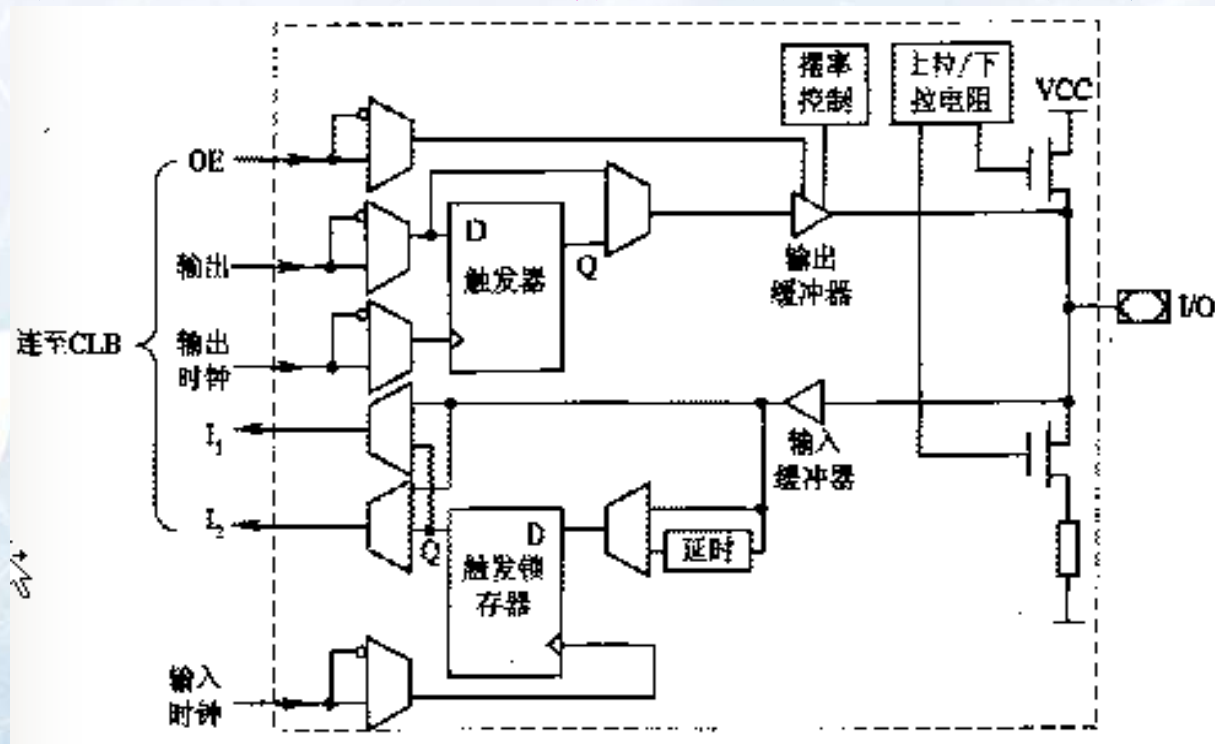 摆率
控制
上拉/下
拉电阻
VCC
OE
D
触发器
Q
输出
缓冲器
输出
I/O
连至CLB
输出
时钟
I₁
输入
缓冲器
I₂
Q
D
触发锁
存器
延时
输入
时钟